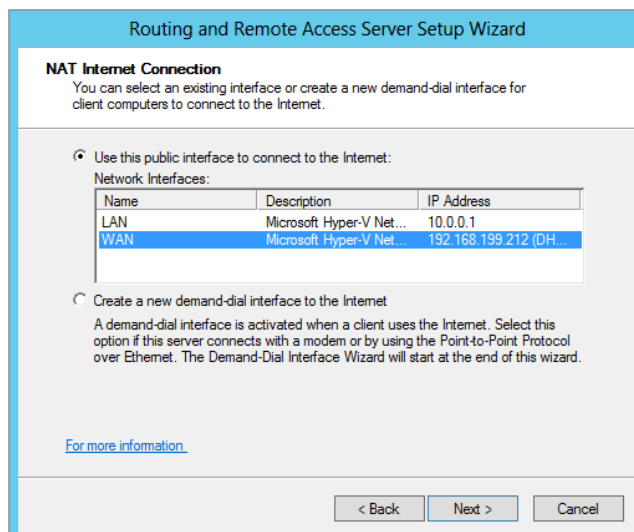 Routing and Remote Access Server Setup Wizard
NAT Internet Connection
You can select an existing interface or create a new demand-dial interface for
client computers to connect to the Internet.
Use this public interface to connect to the Internet:
Network Interfaces:
Name Description IP Address
LAN Microsoft Hyper-V Net... 10.0.0.1
WAN Microsoft Hyper-V Net... 192.168.199.212 (DH...
Create a new demand-dial interface to the Internet
A demand-dial interface is activated when a client uses the Internet. Select this
option if this server connects with a modem or by using the Point-to-Point Protocol
over Ethernet. The Demand-Dial Interface Wizard will start at the end of this wizard.
For more information
< Back Next > Cancel